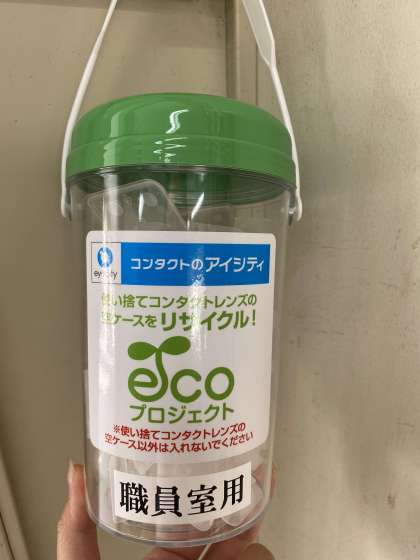 eyecity
コンタクトのアイシティ
使い捨てコンタクトレンズの
空ケースをリサイクル!
eco
プロジェクト
※使い捨てコンタクトレンズの
空ケース以外は入れないでください
職員室用